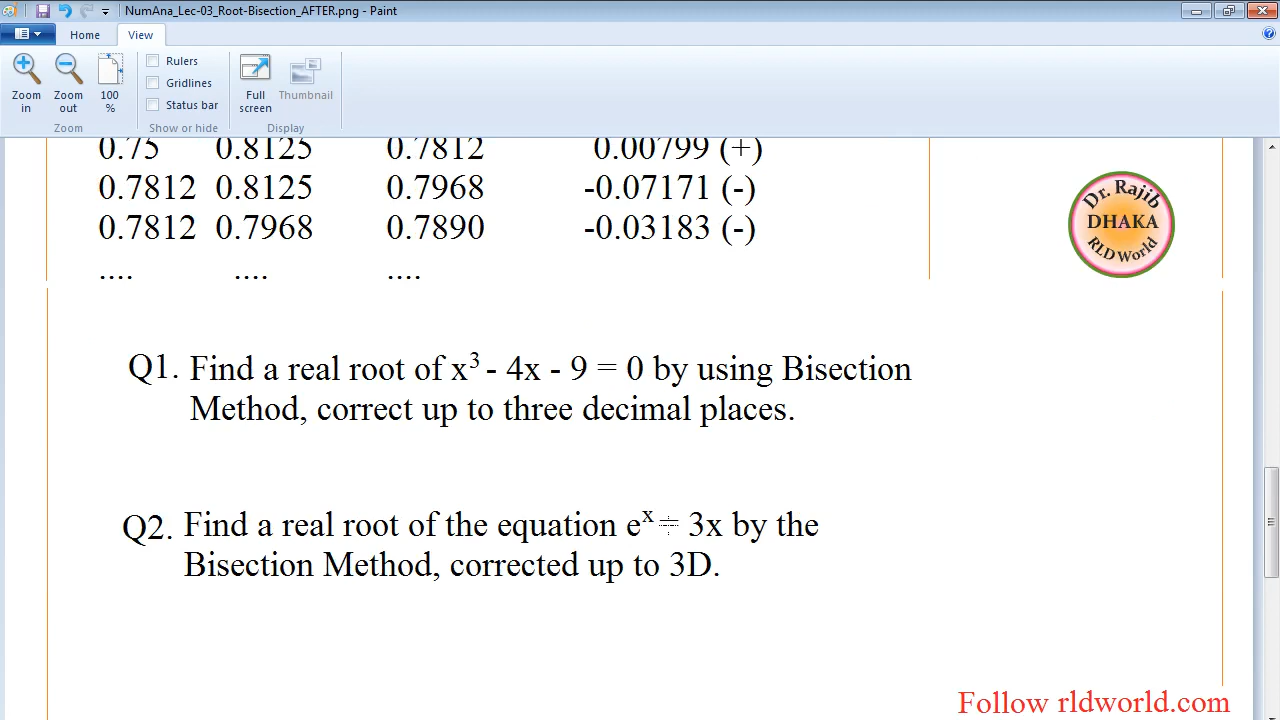 NumAna_Lec-03_Root-Bisection_AFTER.png - Paint
Home View
Zoom in
Zoom out
100 %
Zoom
Rulers
Gridlines
Status bar
Show or hide
Full screen
Thumbnail
Display
0.75 0.8125 0.7812 0.00799 (+)
0.7812 0.8125 0.7968 -0.07171 (-)
0.7812 0.7968 0.7890 -0.03183 (-)
.... .... ....
Dr. Rajib
DHAKA
RLDWorld
Q1. Find a real root of x³ - 4x - 9 = 0 by using Bisection
Method, correct up to three decimal places.
Q2. Find a real root of the equation eˣ = 3x by the
Bisection Method, corrected up to 3D.
Follow rldworld.com